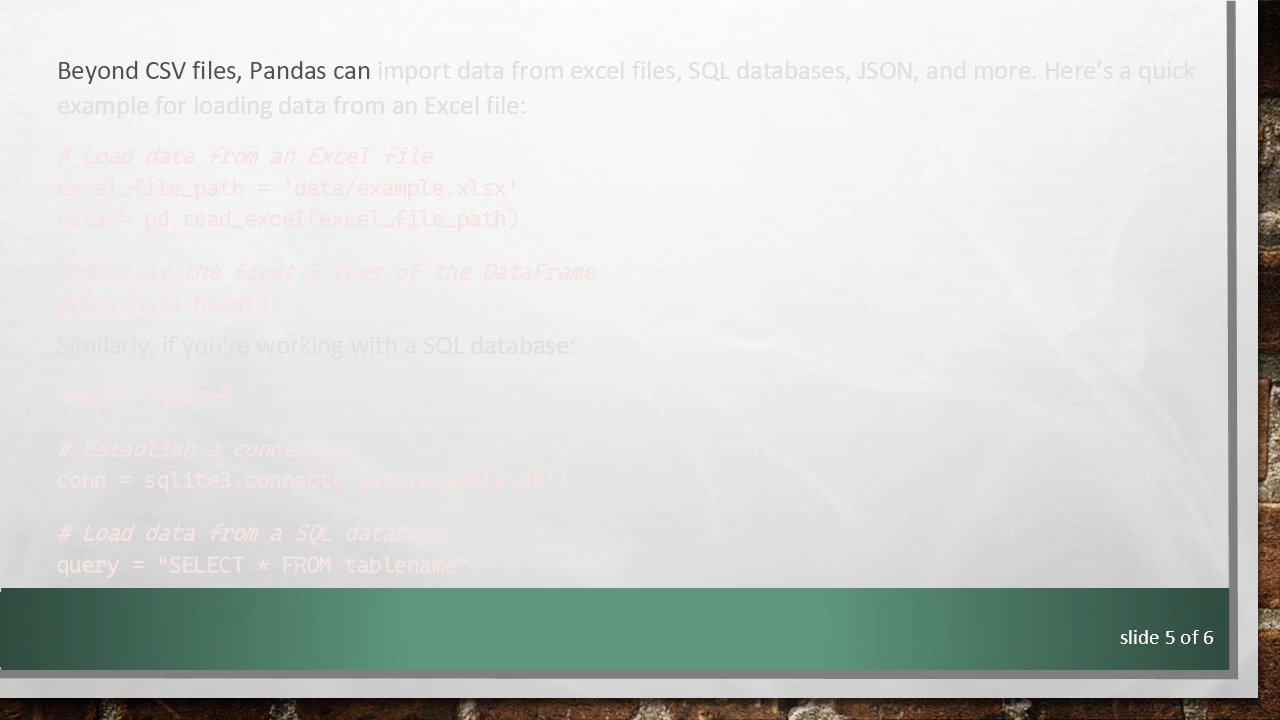 Beyond CSV files, Pandas can import data from excel files, SQL databases, JSON, and more. Here’s a quick
example for loading data from an Excel file:
# Load data from an Excel file
excel_file_path = 'data/example.xlsx'
data = pd.read_excel(excel_file_path)
# Display the first 5 rows of the DataFrame
print(data.head())
Similarly, if you're working with a SQL database:
import sqlite3
# Establish a connection
conn = sqlite3.connect('data/example.db')
# Load data from a SQL database
query = "SELECT * FROM tablename"
slide 5 of 6